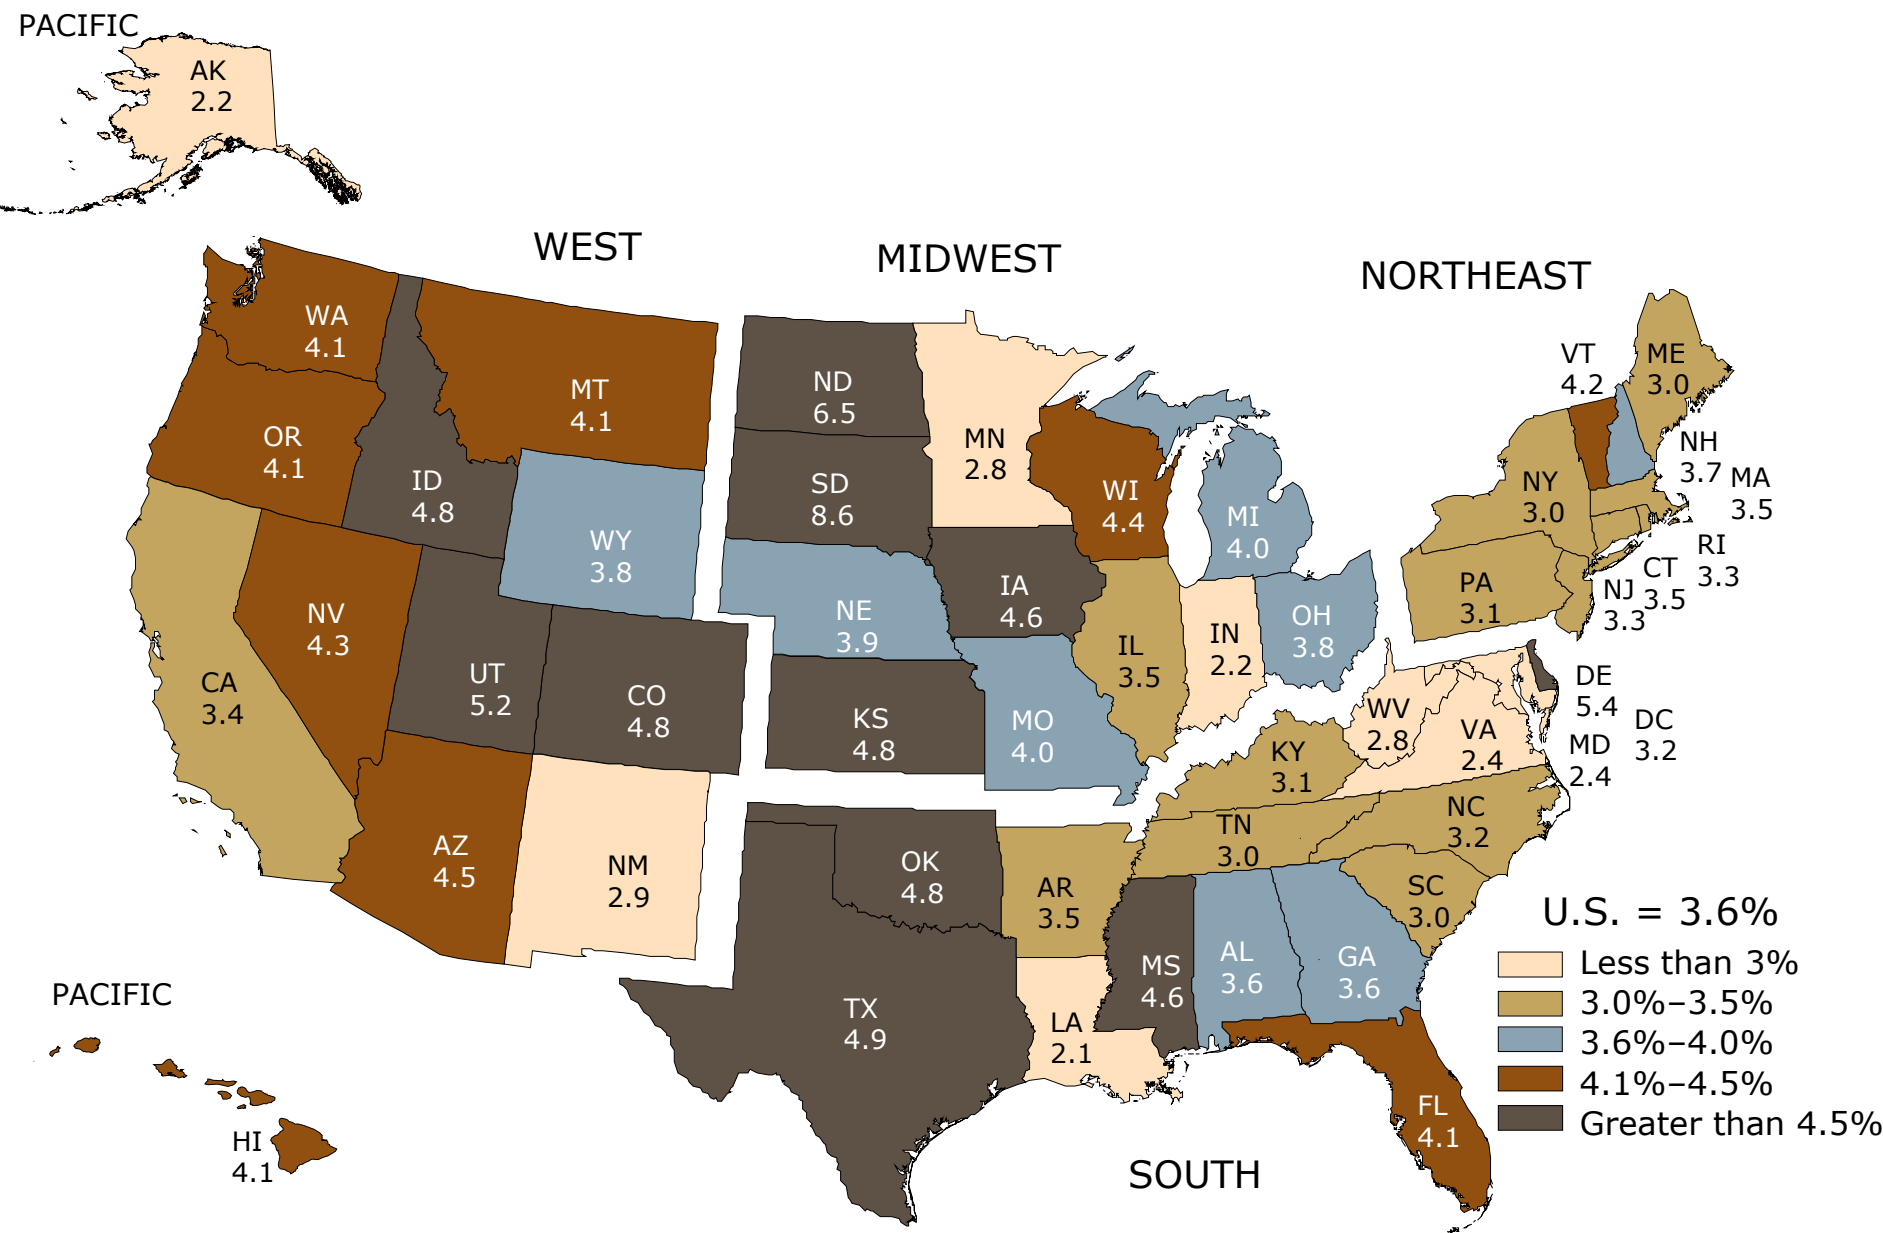 PACIFIC
AK
2.2
WEST
MIDWEST
NORTHEAST
WA
4.1
MT
4.1
OR
4.1
ID
4.8
WY
3.8
NV
4.3
UT
5.2
CO
4.8
CA
3.4
AZ
4.5
NM
2.9
ND
6.5
MN
2.8
SD
8.6
WI
4.4
MI
4.0
NE
3.9
IA
4.6
IL
3.5
IN
2.2
OH
3.8
KS
4.8
MO
4.0
VT
4.2
ME
3.0
NH
3.7
MA
3.5
NY
3.0
RI
3.3
CT
3.5
NJ
3.3
PA
3.1
DE
5.4
DC
3.2
MD
2.4
WV
2.8
VA
2.4
KY
3.1
NC
3.2
TN
3.0
SC
3.0
OK
4.8
AR
3.5
MS
4.6
AL
3.6
GA
3.6
TX
4.9
LA
2.1
FL
4.1
SOUTH
PACIFIC
HI
4.1
U.S. = 3.6%
Less than 3%
3.0%–3.5%
3.6%–4.0%
4.1%–4.5%
Greater than 4.5%